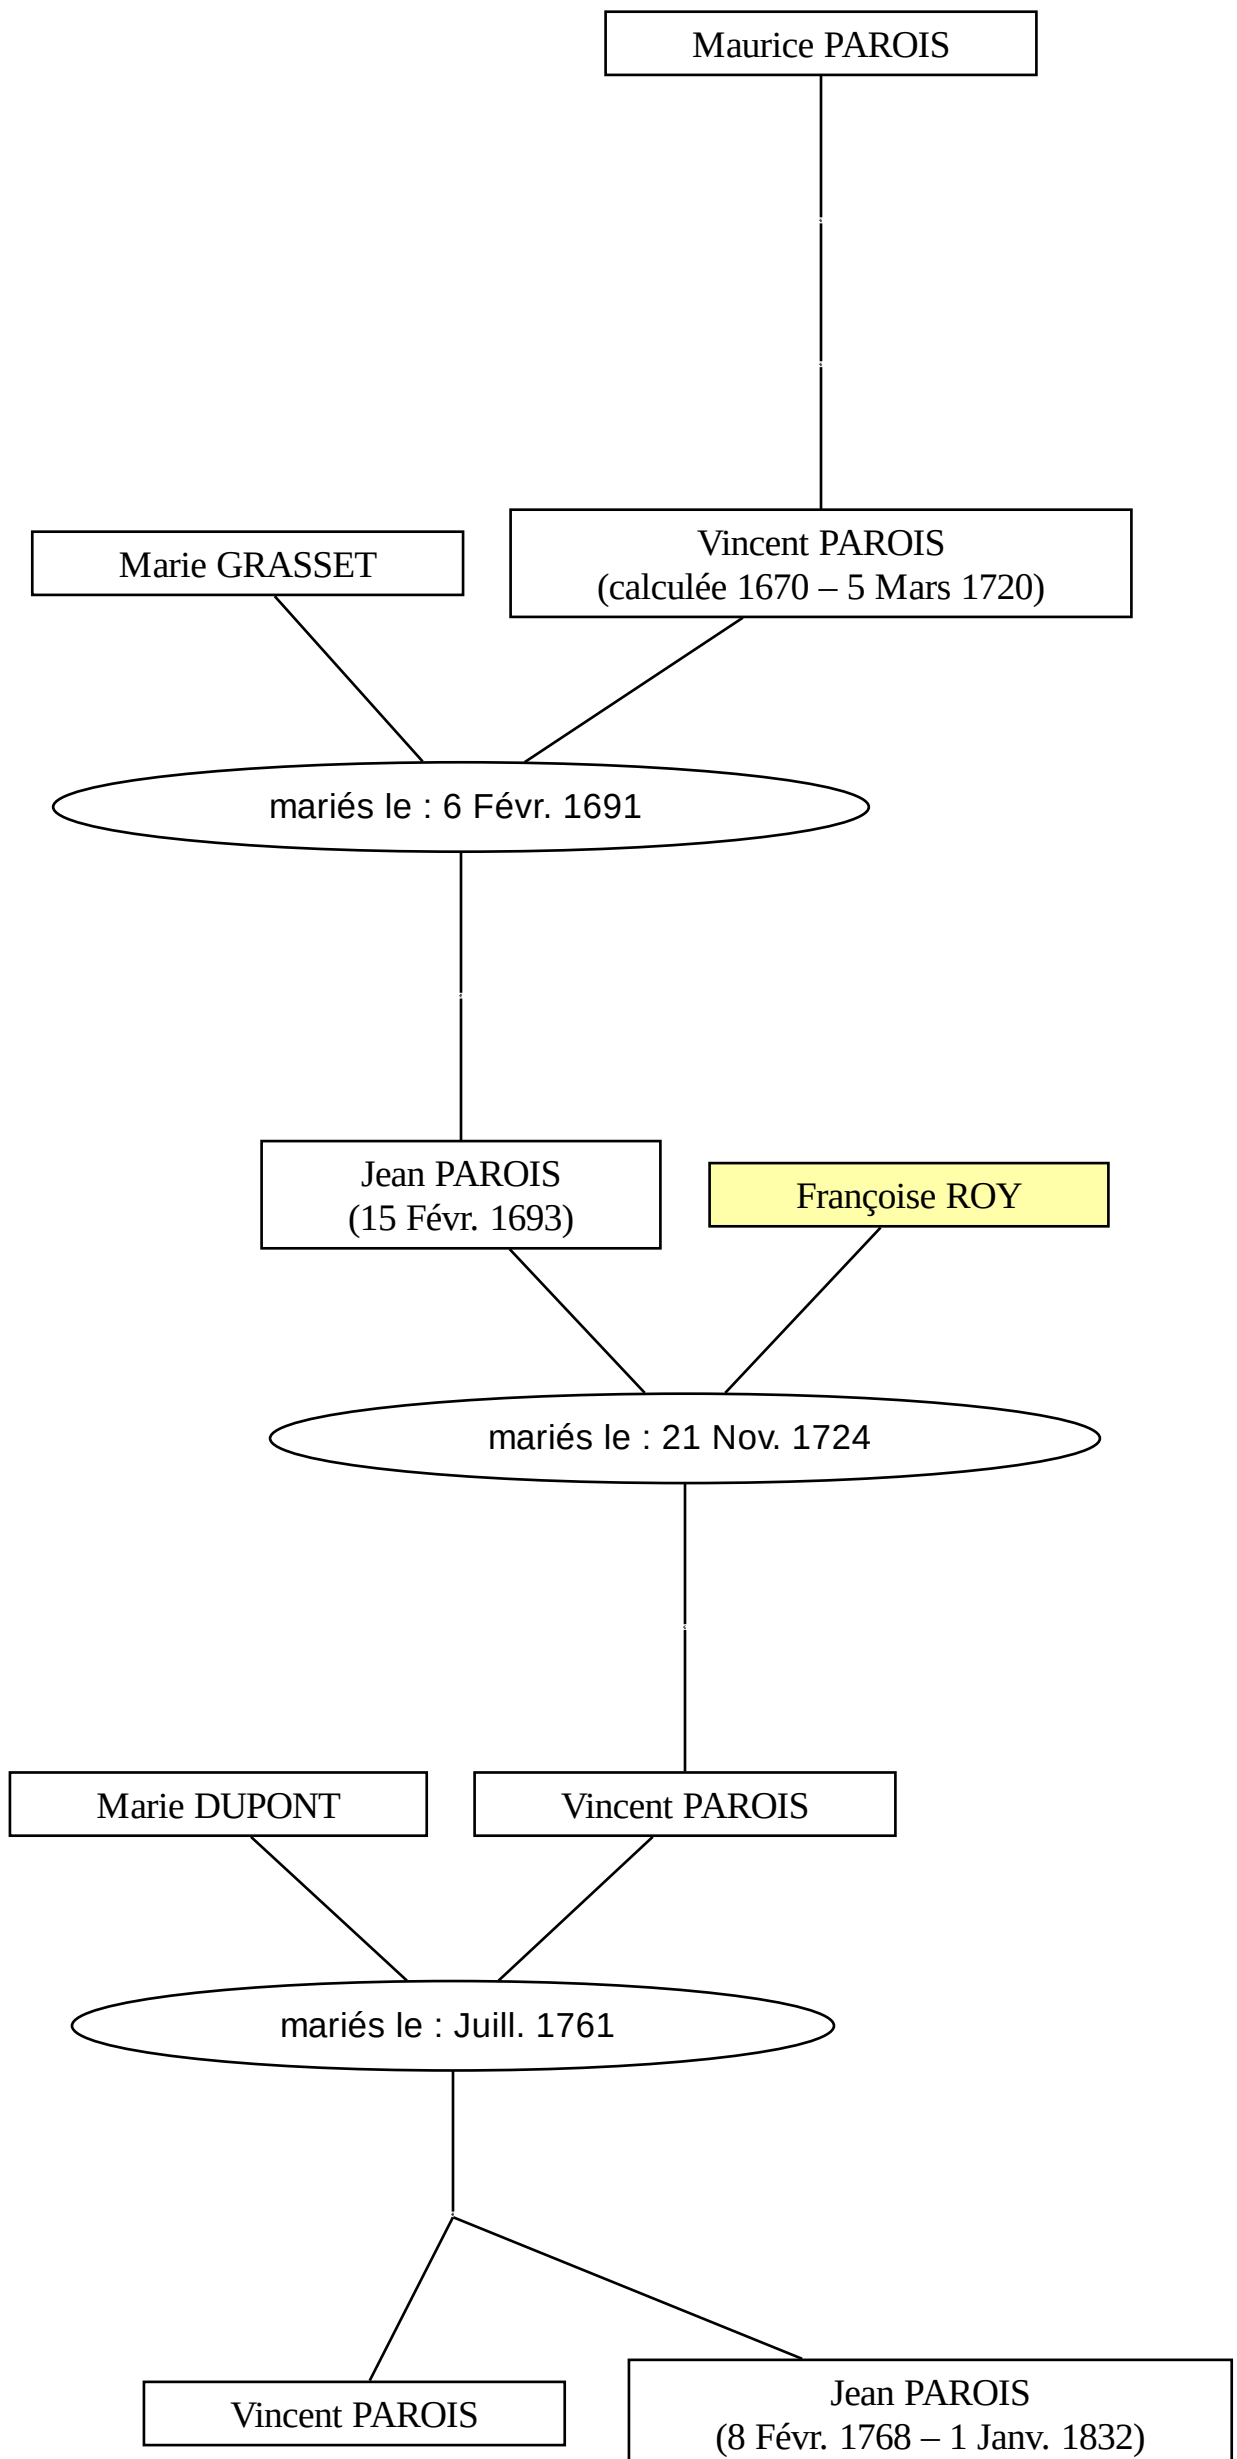 Maurice PAROIS
Marie GRASSET
Vincent PAROIS
(calculée 1670 – 5 Mars 1720)
mariés le : 6 Févr. 1691
Jean PAROIS
(15 Févr. 1693)
Françoise ROY
mariés le : 21 Nov. 1724
Marie DUPONT
Vincent PAROIS
mariés le : Juill. 1761
Vincent PAROIS
Jean PAROIS
(8 Févr. 1768 – 1 Janv. 1832)